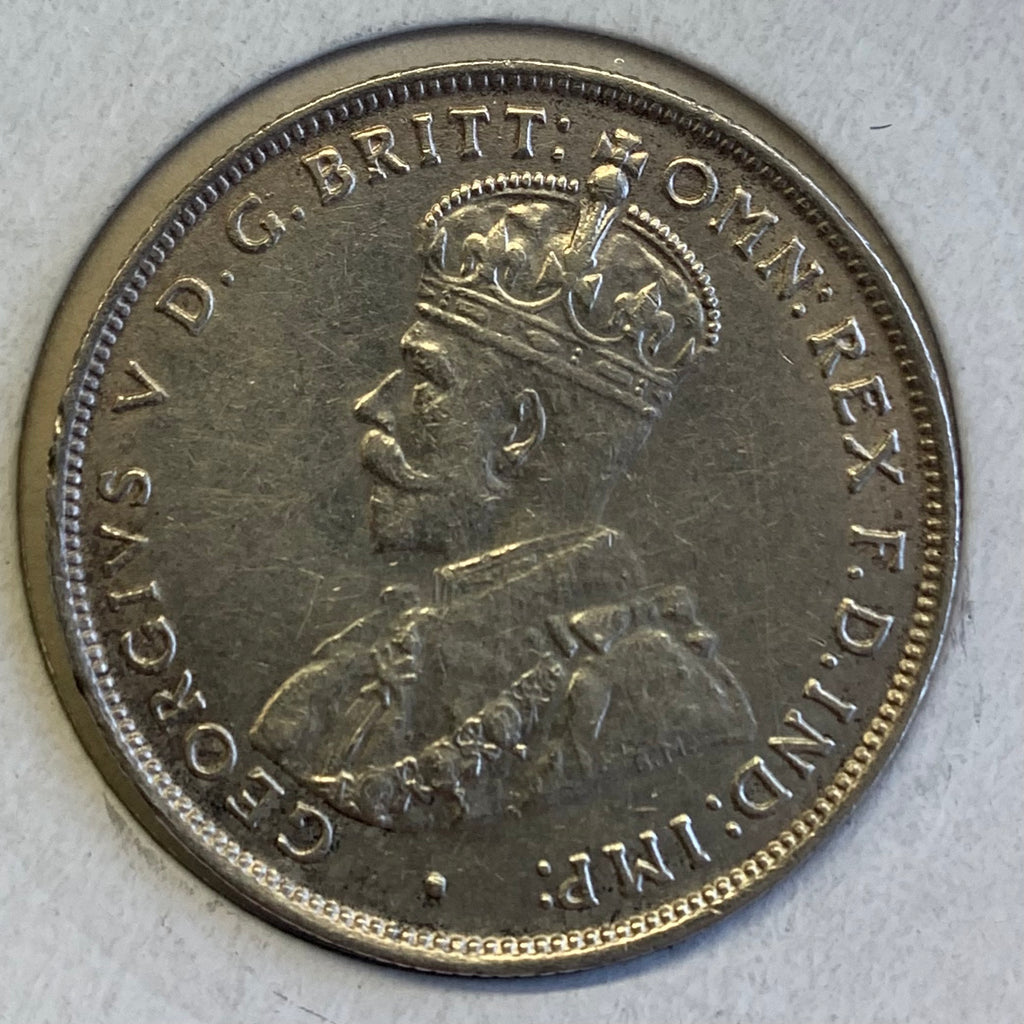 GEORGIVS V D.G. BRITT: OMN: REX F.D. IND: IMP:
B.M.